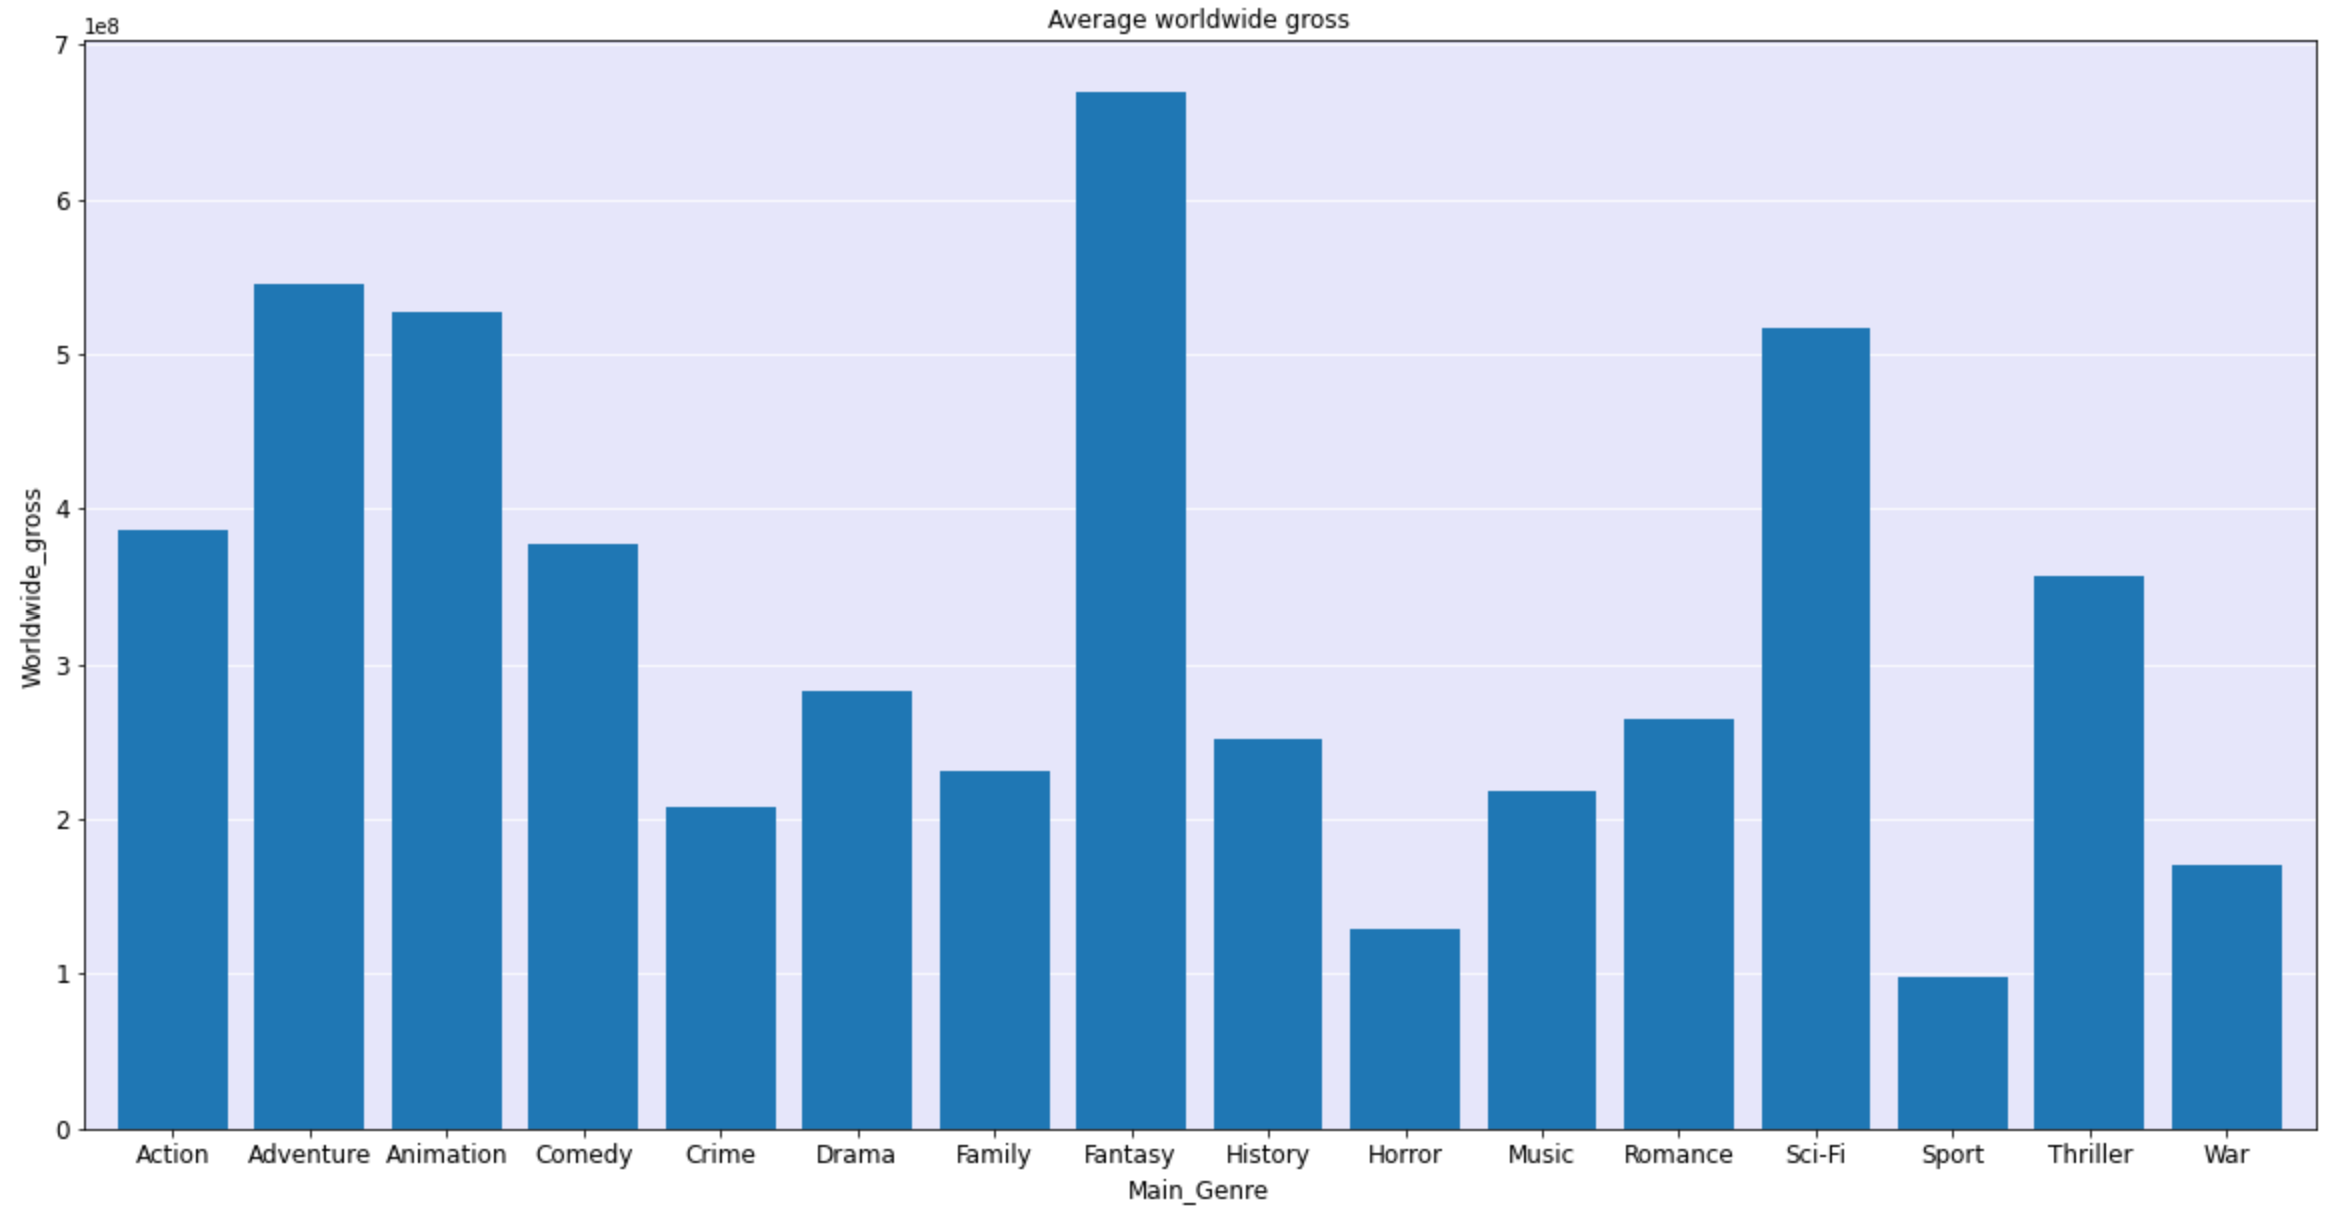 Average worldwide gross
1e8
7
6
5
4
3
2
1
0
Worldwide_gross
Action Adventure Animation Comedy Crime Drama Family Fantasy History Horror Music Romance Sci-Fi Sport Thriller War
Main_Genre